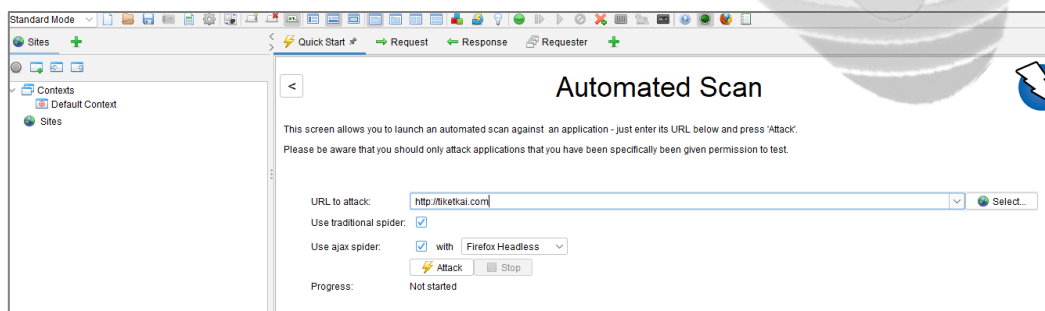 Standard Mode
Sites
Quick Start
Request
Response
Requester
Contexts
Default Context
Sites
<
Automated Scan
This screen allows you to launch an automated scan against an application - just enter its URL below and press 'Attack'.
Please be aware that you should only attack applications that you have been specifically been given permission to test.
URL to attack:
http://tiketkai.com
Select...
Use traditional spider:
Use ajax spider:
with
Firefox Headless
Attack
Stop
Progress:
Not started